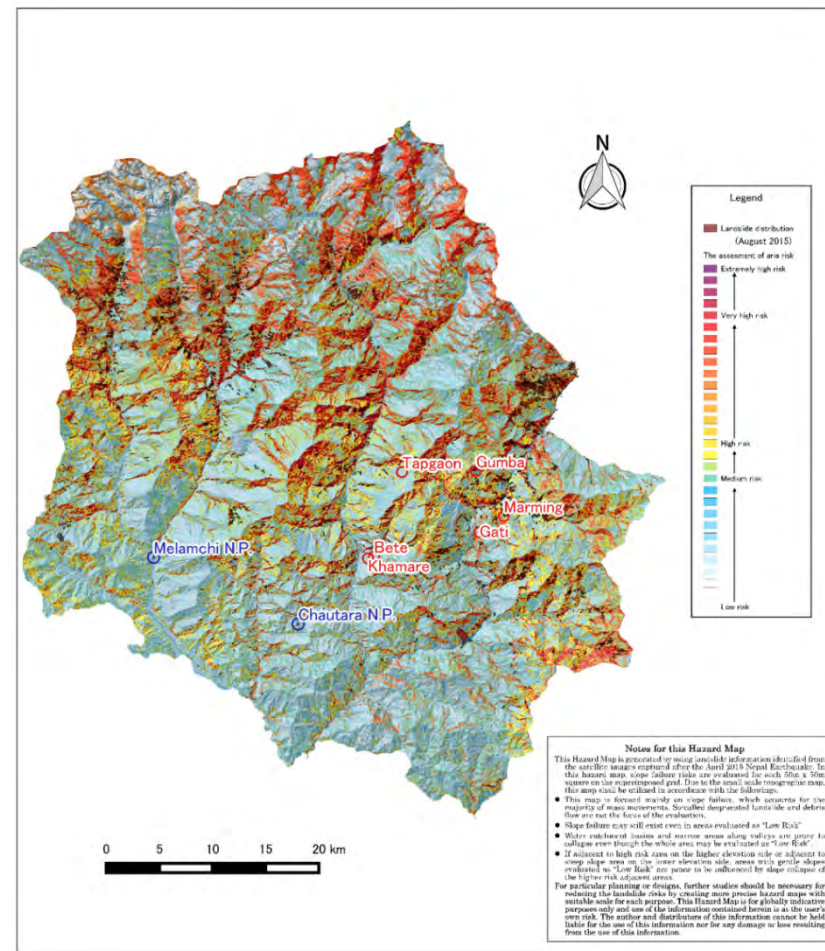 N
Legend
Landslide distribution
(August 2015)
The assesment of aria risk
Extremely high risk
Very high risk
High risk
Medium risk
Low risk
Tapgaon
Gumba
Marming
Gati
Bete
Khamare
Melamchi N.P.
Chautara N.P.
0 5 10 15 20 km
Notes for this Hazard Map
This Hazard Map is generated by using landslide information identified from
the satellite images captured after the April 2015 Nepal Earthquake. In
this hazard map, slope failure risks are evaluated for each 50m x 50m
square on the superimposed grid. Due to the small scale topographic map,
this map shall be utilized in accordance with the followings.
● This map is focused mainly on slope failure, which accounts for the
majority of mass movements. So-called deep-seated landslide and debris
flow are not the focus of the evaluation.
● Slope failure may still exist even in areas evaluated as "Low Risk"
● Water catchment basins and narrow areas along valleys are prone to
collapse even though the whole area may be evaluated as "Low Risk".
● If adjacent to high risk area on the higher elevation side or adjacent to
steep slope area on the lower elevation side, areas with gentle slopes
evaluated as "Low Risk" are prone to be influenced by slope collapse of
the higher risk adjacent areas.
For particular planning or designs, further studies should be necessary for
reducing the landslide risks by creating more precise hazard maps with
suitable scale for each purpose. This Hazard Map is for globally indicative
purposes only and use of the information contained herein is at the user's
own risk. The author and distributors of this information cannot be held
liable for the use of this information nor for any damage or loss resulting
from the use of this information.